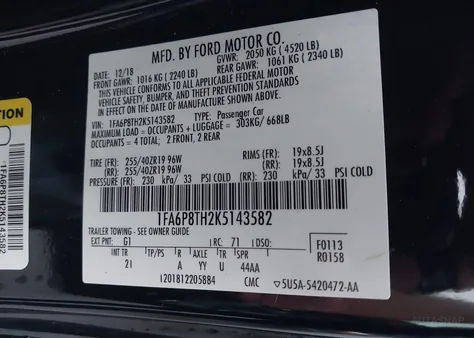 MFD. BY FORD MOTOR CO.
DATE: 12/18 GVWR: 2050 KG (4520 LB)
FRONT GAWR: 1016 KG (2240 LB) REAR GAWR: 1061 KG (2340 LB)
THIS VEHICLE CONFORMS TO ALL APPLICABLE FEDERAL MOTOR
VEHICLE SAFETY, BUMPER, AND THEFT PREVENTION STANDARDS
IN EFFECT ON THE DATE OF MANUFACTURE SHOWN ABOVE.
VIN: 1FA6P8TH2K5143582 TYPE: Passenger Car
MAXIMUM LOAD = OCCUPANTS + LUGGAGE = 303KG/ 668LB
OCCUPANTS = 4 TOTAL: 2 FRONT, 2 REAR
TIRE (FR): 255/40ZR19 96W RIMS (FR): 19x8.5J
TIRE (RR): 255/40ZR19 96W RIMS (RR): 19x8.5J
PRESSURE (FR): 230 kPa/ 33 PSI COLD (RR): 230 kPa/ 33 PSI COLD
1FA6P8TH2K5143582
TRAILER TOWING - SEE OWNER GUIDE
EXT PNT: G1 RC: 71 DSO: F0113
R0158
INT TR TP/PS R AXLE TR SPR
21 A YY U 44AA
I201812205884 CMC 5U5A-5420472-AA
1FA6P8TH2K5143582